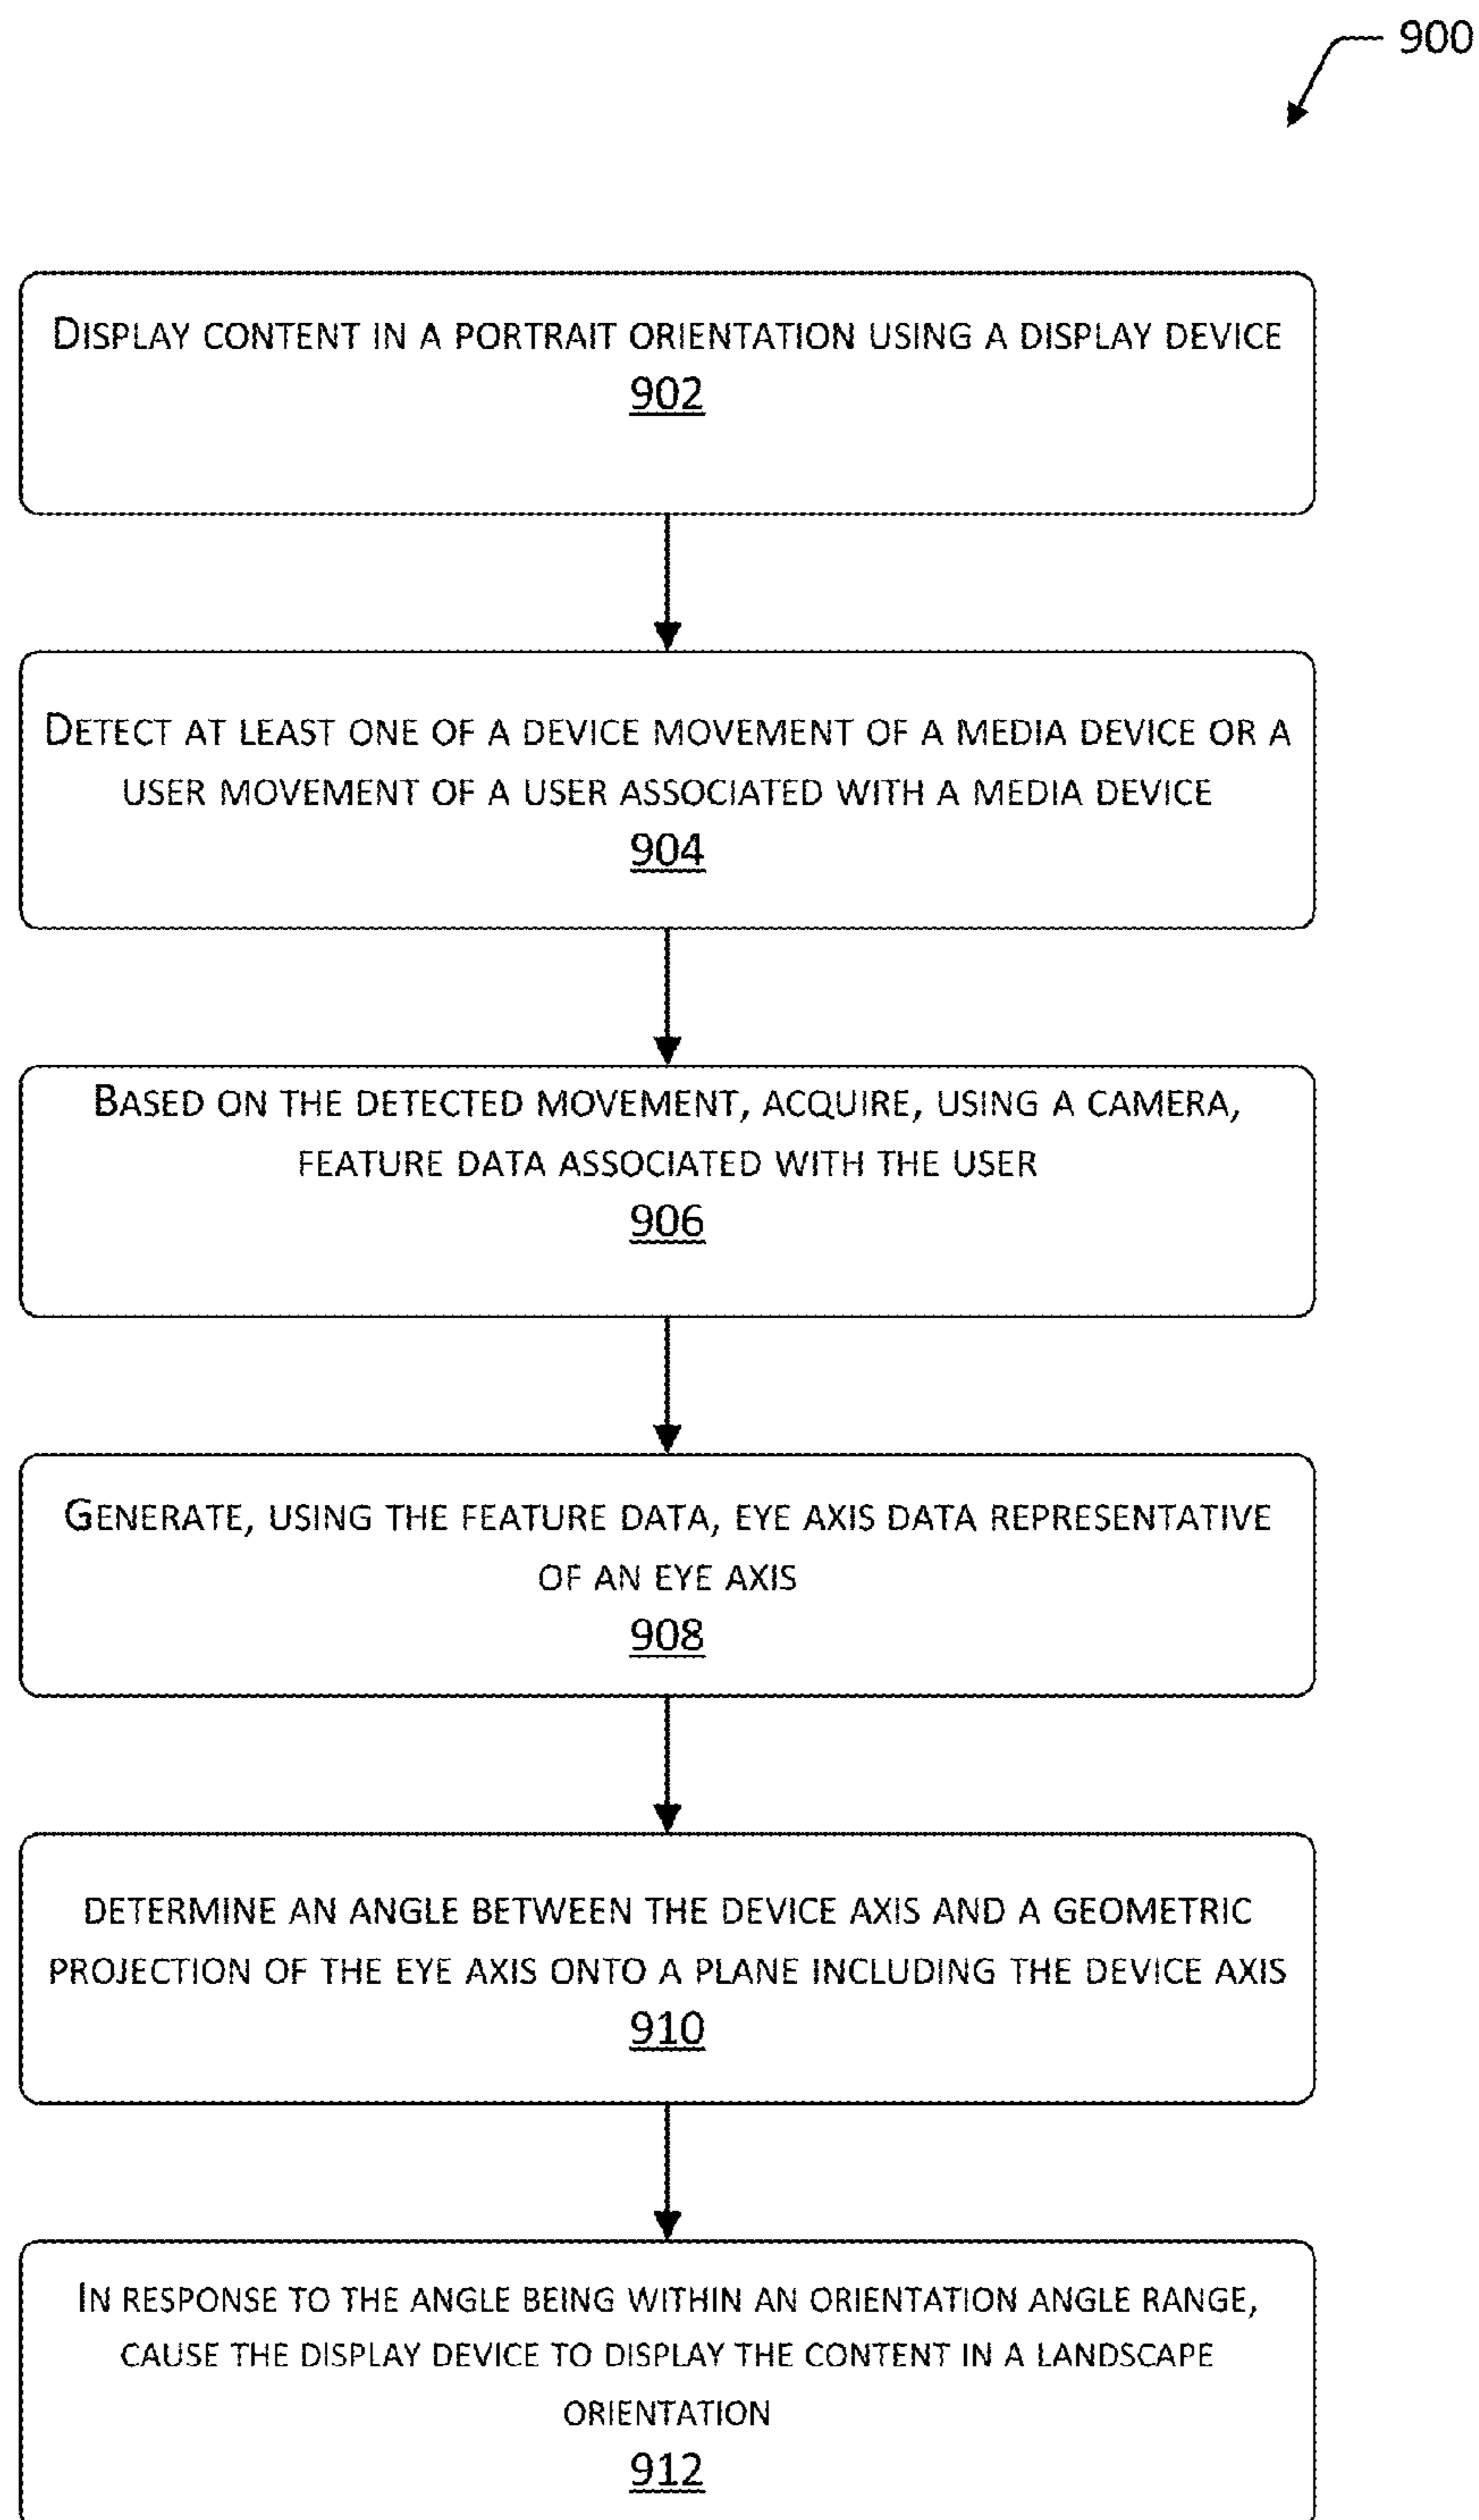 900
DISPLAY CONTENT IN A PORTRAIT ORIENTATION USING A DISPLAY DEVICE
902
DETECT AT LEAST ONE OF A DEVICE MOVEMENT OF A MEDIA DEVICE OR A
USER MOVEMENT OF A USER ASSOCIATED WITH A MEDIA DEVICE
904
BASED ON THE DETECTED MOVEMENT, ACQUIRE, USING A CAMERA,
FEATURE DATA ASSOCIATED WITH THE USER
906
GENERATE, USING THE FEATURE DATA, EYE AXIS DATA REPRESENTATIVE
OF AN EYE AXIS
908
DETERMINE AN ANGLE BETWEEN THE DEVICE AXIS AND A GEOMETRIC
PROJECTION OF THE EYE AXIS ONTO A PLANE INCLUDING THE DEVICE AXIS
910
IN RESPONSE TO THE ANGLE BEING WITHIN AN ORIENTATION ANGLE RANGE,
CAUSE THE DISPLAY DEVICE TO DISPLAY THE CONTENT IN A LANDSCAPE
ORIENTATION
912